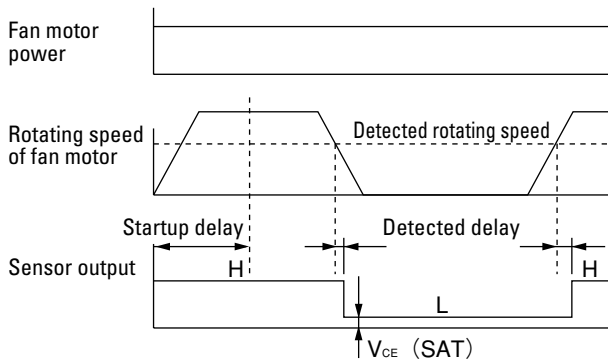 Fan motor
power
Rotating speed
of fan motor
Detected rotating speed
Startup delay
Detected delay
Sensor output
H
L
H
VCE (SAT)